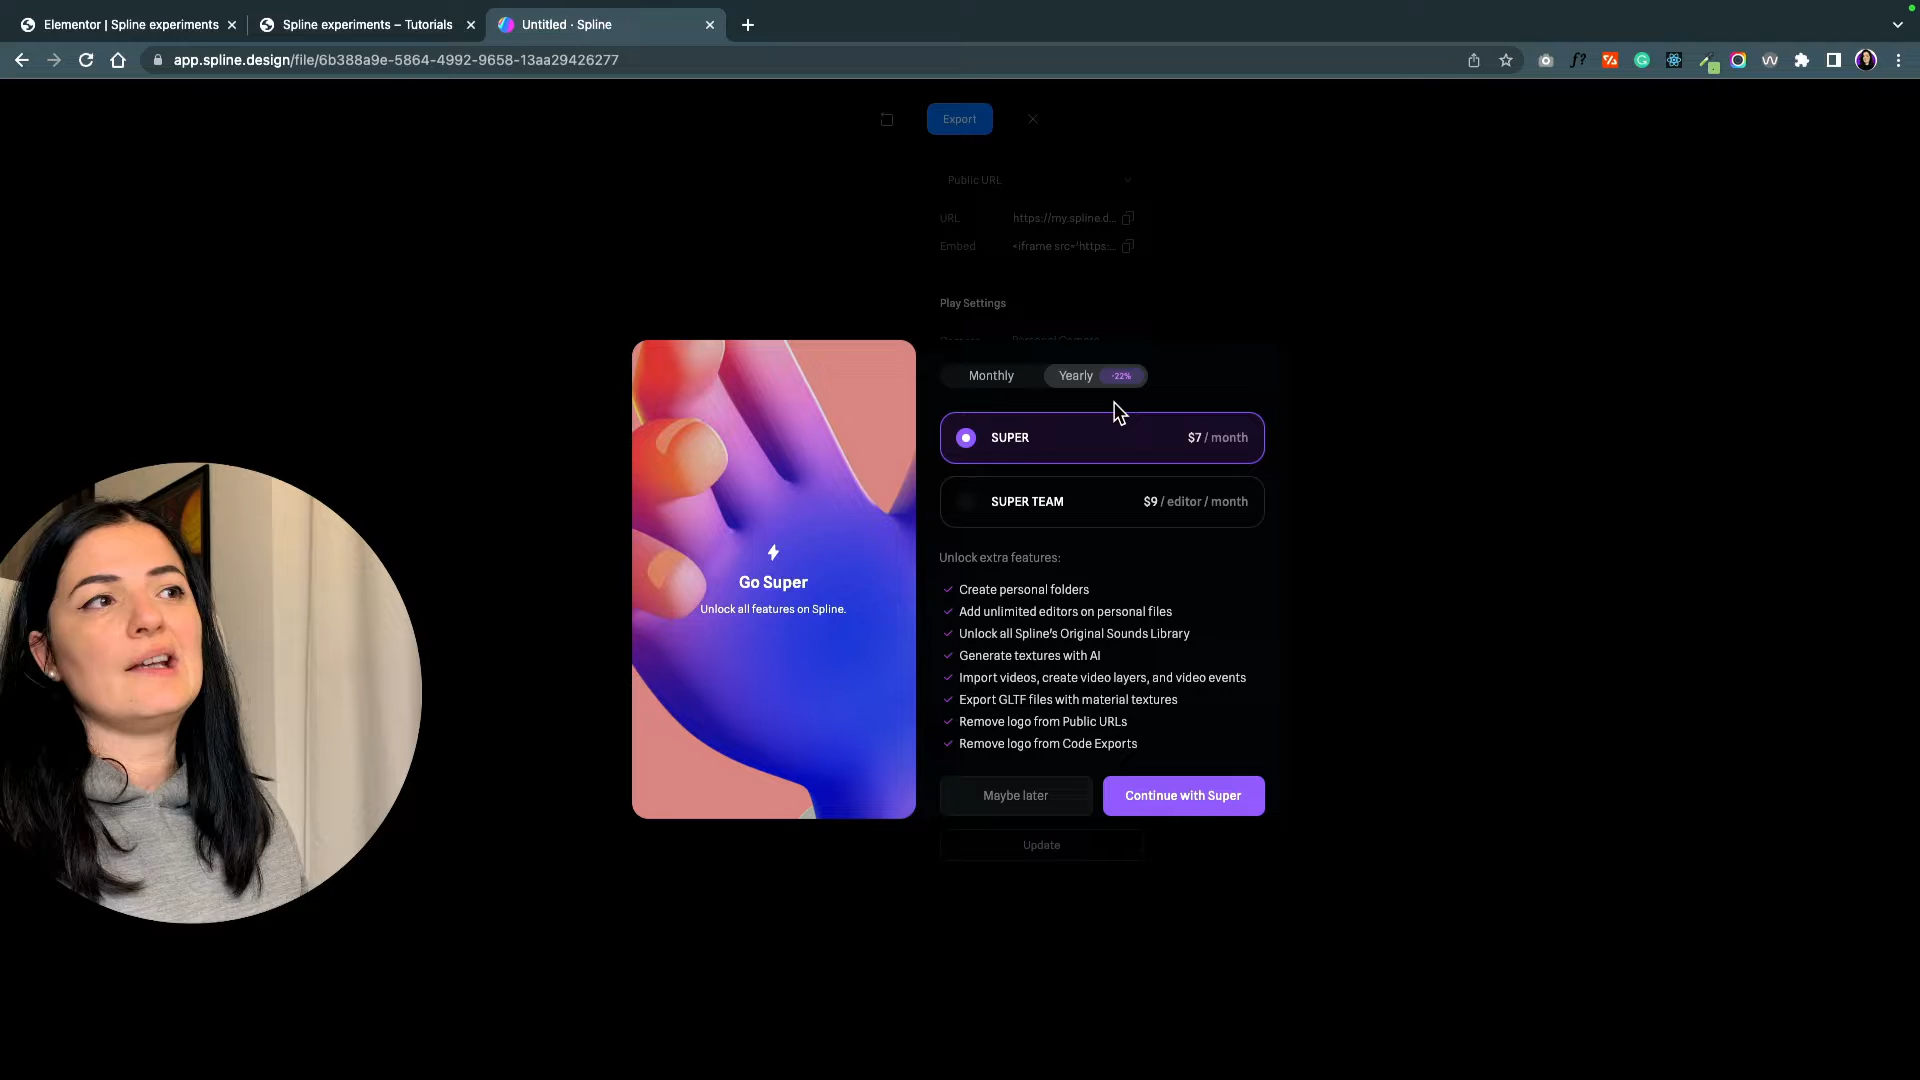 Elementor | Spline experiments
Spline experiments – Tutorials
Untitled · Spline
app.spline.design/file/6b388a9e-5864-4992-9658-13aa29426277
Export
Public URL
URL https://my.spline.d...
Embed <iframe src='https:...
Play Settings
Camera Personal Camera
Monthly
Yearly -22%
SUPER $7 / month
SUPER TEAM $9 / editor / month
Go Super
Unlock all features on Spline.
Unlock extra features:
Create personal folders
Add unlimited editors on personal files
Unlock all Spline's Original Sounds Library
Generate textures with AI
Import videos, create video layers, and video events
Export GLTF files with material textures
Remove logo from Public URLs
Remove logo from Code Exports
Maybe later
Continue with Super
Update